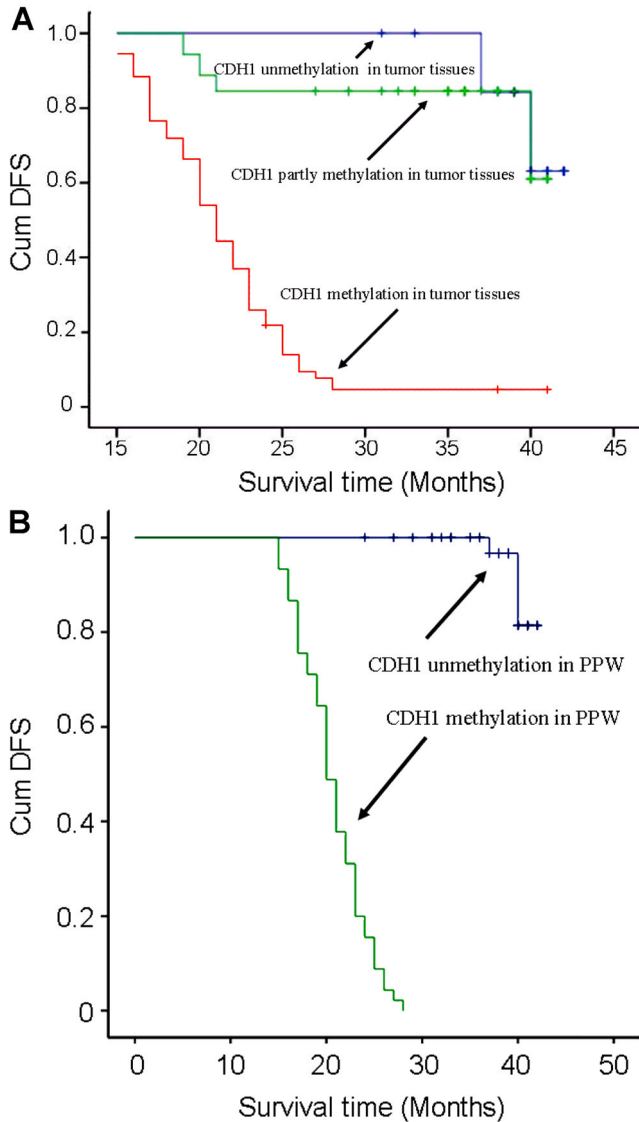 A
1.0
0.8
0.6
0.4
0.2
0
Cum DFS
CDH1 unmethylation in tumor tissues
CDH1 partly methylation in tumor tissues
CDH1 methylation in tumor tissues
15 20 25 30 35 40 45
Survival time (Months)
B
1.0
0.8
0.6
0.4
0.2
0
Cum DFS
CDH1 unmethylation in PPW
CDH1 methylation in PPW
0 10 20 30 40 50
Survival time (Months)